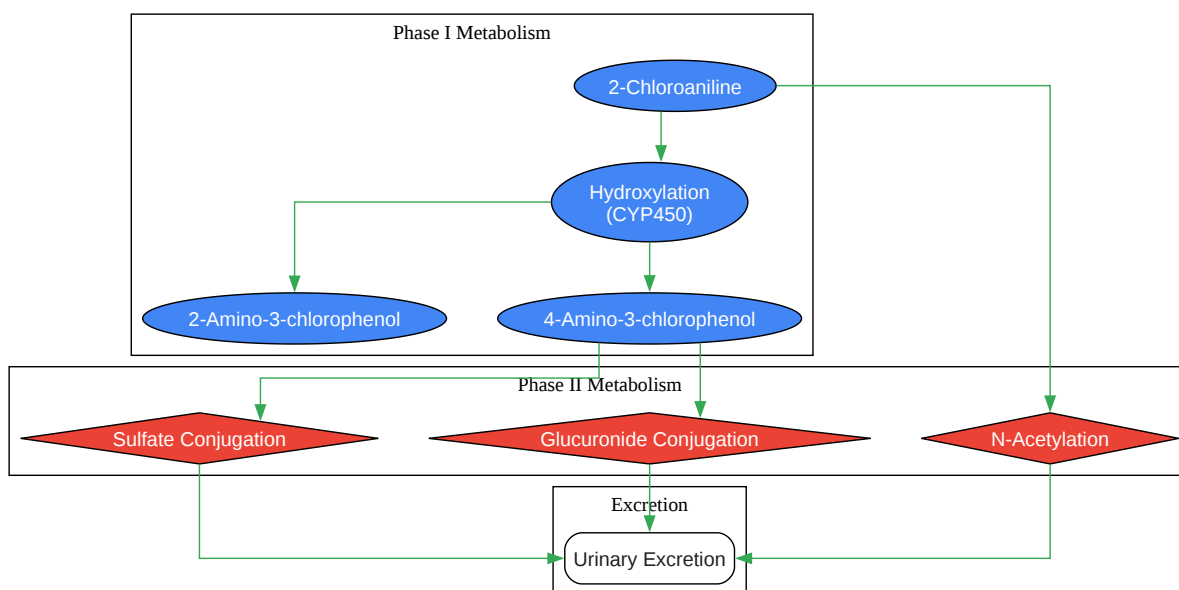 Phase I Metabolism
2-Chloroaniline
Hydroxylation
(CYP450)
2-Amino-3-chlorophenol
4-Amino-3-chlorophenol
Phase II Metabolism
Sulfate Conjugation
Glucuronide Conjugation
N-Acetylation
Excretion
Urinary Excretion